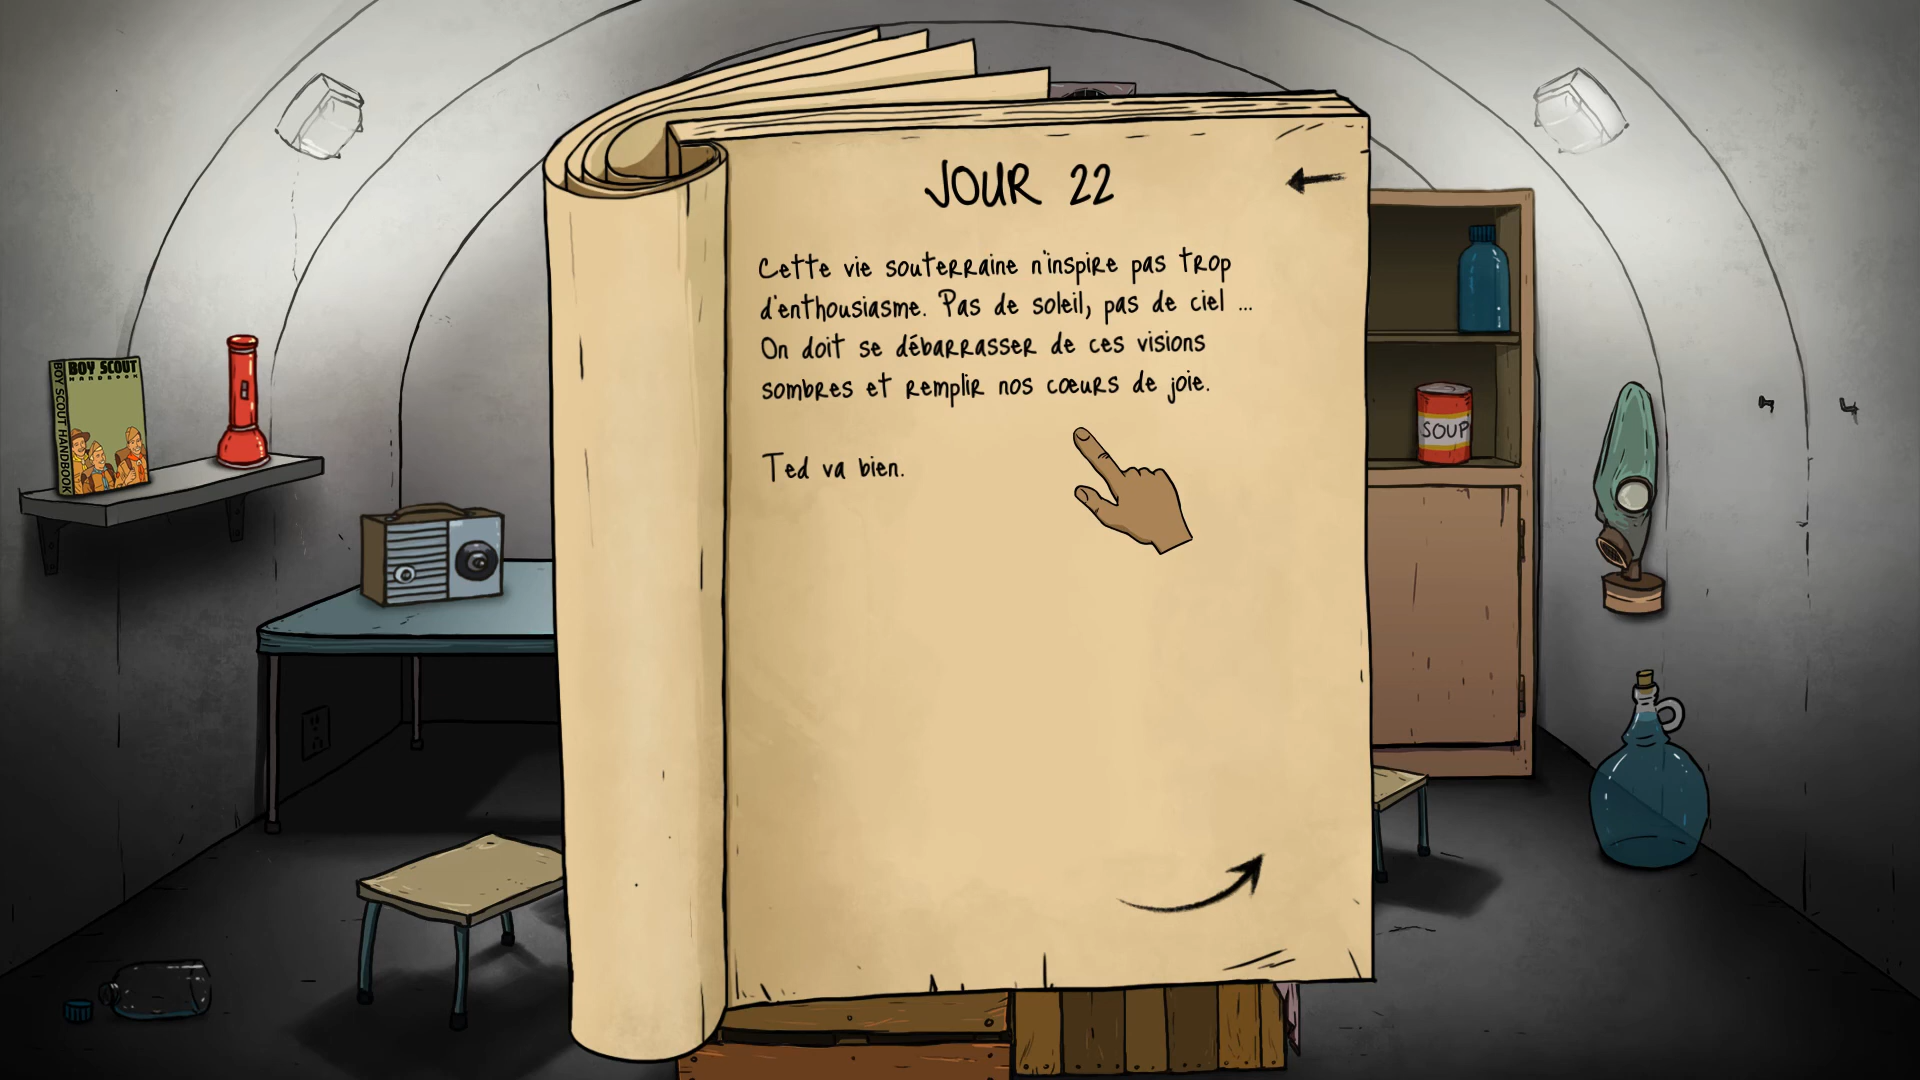 JOUR 22
Cette vie souterraine n'inspire pas trop
d'enthousiasme. Pas de soleil, pas de ciel ...
On doit se débarrasser de ces visions
sombres et remplir nos cœurs de joie.
Ted va bien.
BOY SCOUT
HANDBOOK
BOY SCOUT HANDBOOK
SOUP